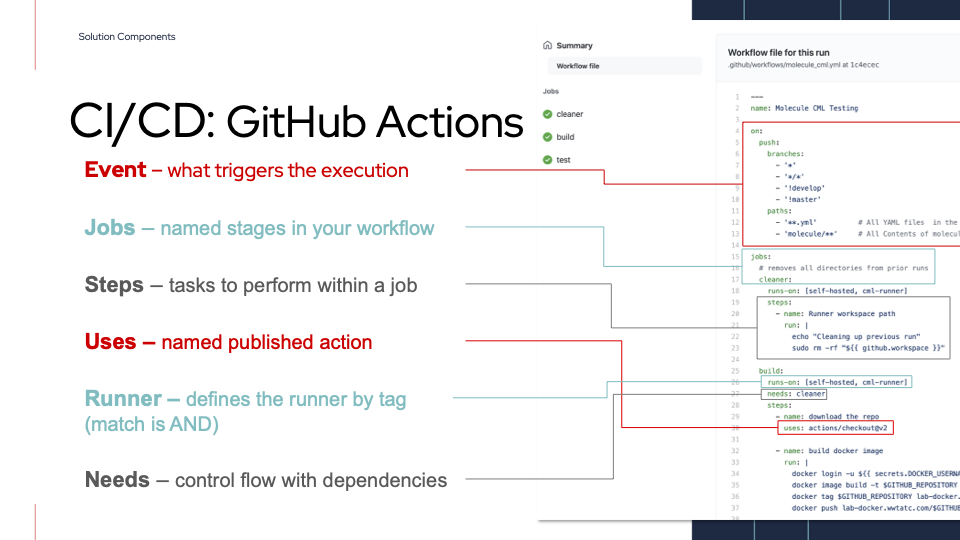 Solution Components
CI/CD: GitHub Actions
Event – what triggers the execution
Jobs – named stages in your workflow
Steps – tasks to perform within a job
Uses – named published action
Runner – defines the runner by tag
(match is AND)
Needs – control flow with dependencies
Summary
Workflow file
Jobs
cleaner
build
test
Workflow file for this run
.github/workflows/molecule_cml.yml at 1c4ecec
1 ---
2 name: Molecule CML Testing
3
4 on:
5 push:
6 branches:
7 - '*'
8 - '*/*'
9 - '!develop'
10 - '!master'
11 paths:
12 - '**.yml' # All YAML files in the
13 - 'molecule/**' # All Contents of molecul
14
15 jobs:
16 # removes all directories from prior runs
17 cleaner:
18 runs-on: [self-hosted, cml-runner]
19 steps:
20 - name: Runner workspace path
21 run: |
22 echo "Cleaning up previous run"
23 sudo rm -rf "${{ github.workspace }}"
24
25 build:
26 runs-on: [self-hosted, cml-runner]
27 needs: cleaner
28 steps:
29 - name: download the repo
30 uses: actions/checkout@v2
31
32 - name: build docker image
33 run: |
34 docker login -u ${{ secrets.DOCKER_USERNA
35 docker image build -t $GITHUB_REPOSITORY
36 docker tag $GITHUB_REPOSITORY lab-docker.
37 docker push lab-docker.wwtatc.com/$GITHUB
38